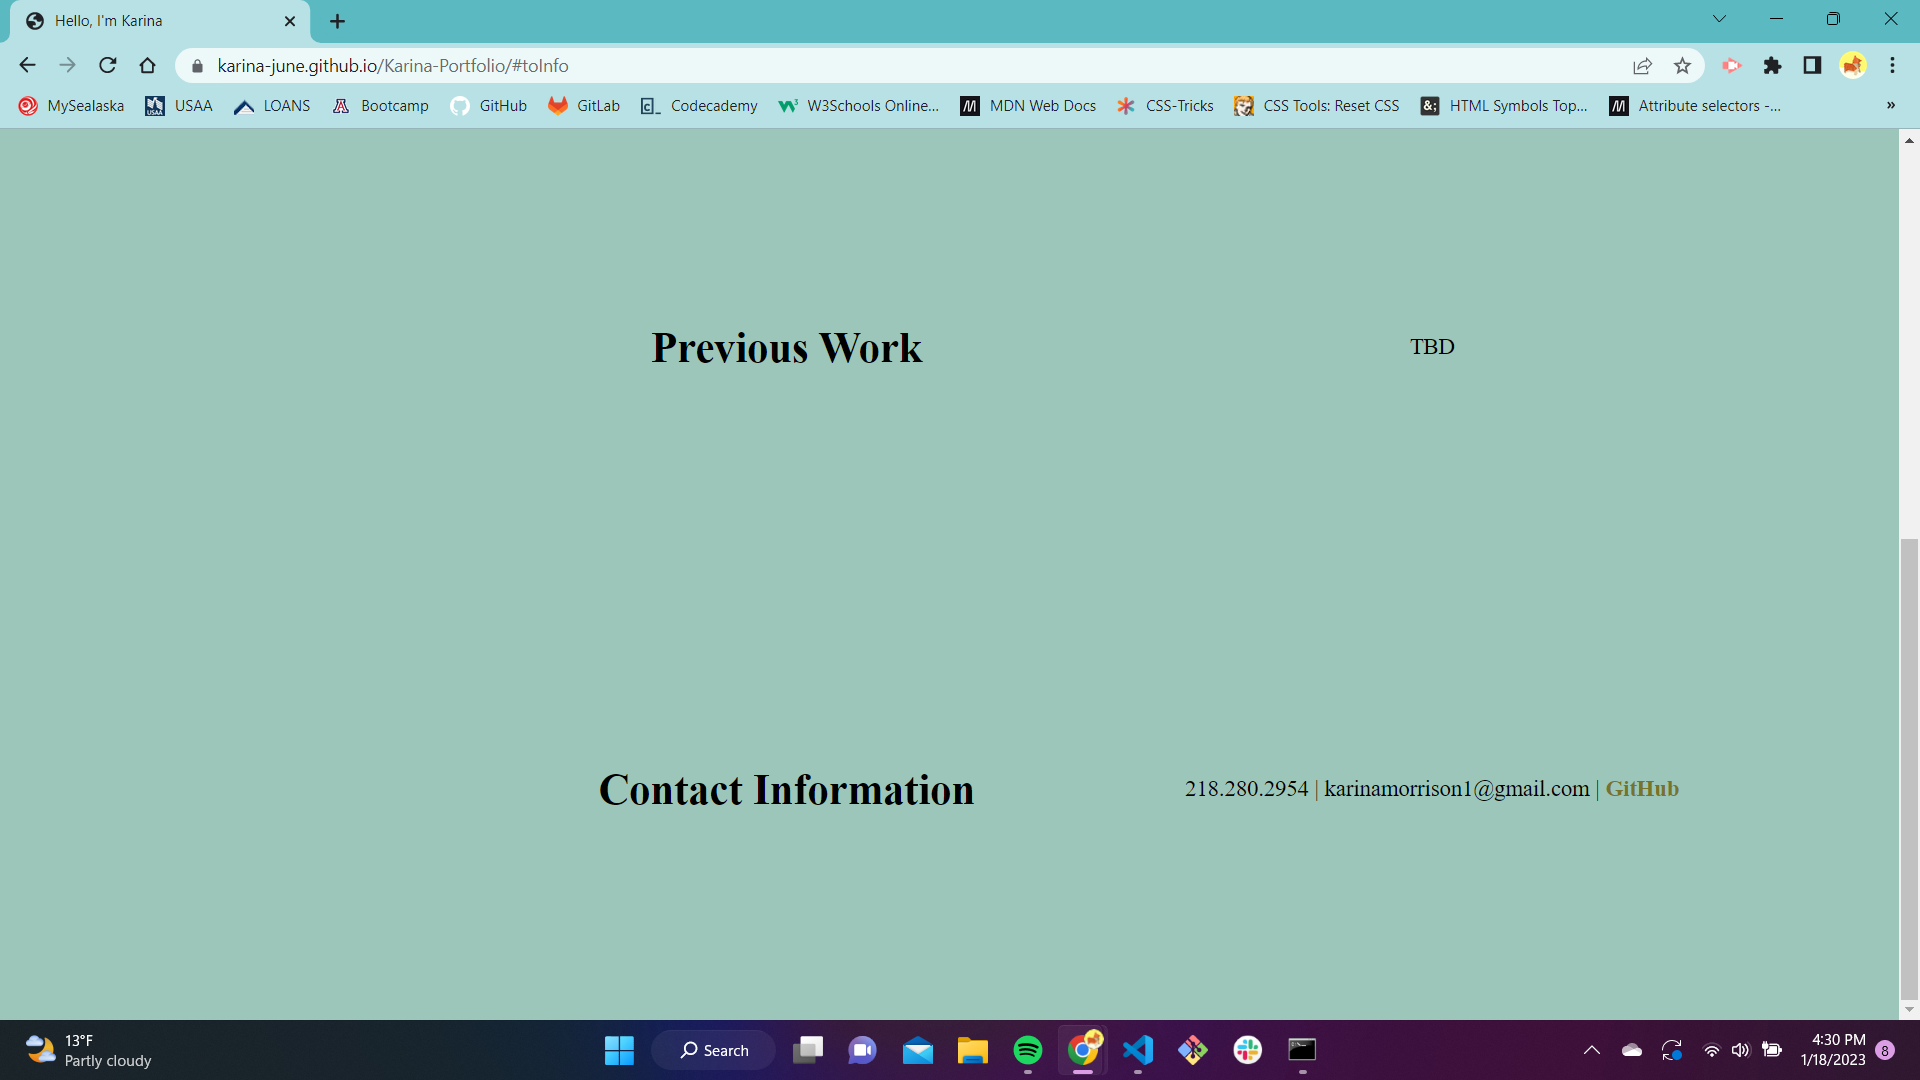 Hello, I'm Karina
karina-june.github.io/Karina-Portfolio/#toInfo
MySealaska USAA LOANS Bootcamp GitHub GitLab Codecademy W3Schools Online... MDN Web Docs CSS-Tricks CSS Tools: Reset CSS HTML Symbols Top... Attribute selectors -... »
Previous Work TBD
Contact Information 218.280.2954 | karinamorrison1@gmail.com | GitHub
13°F
Partly cloudy
Search
4:30 PM
1/18/2023
8